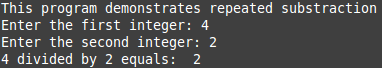 This program demonstrates repeated substraction
Enter the first integer: 4
Enter the second integer: 2
4 divided by 2 equals:  2